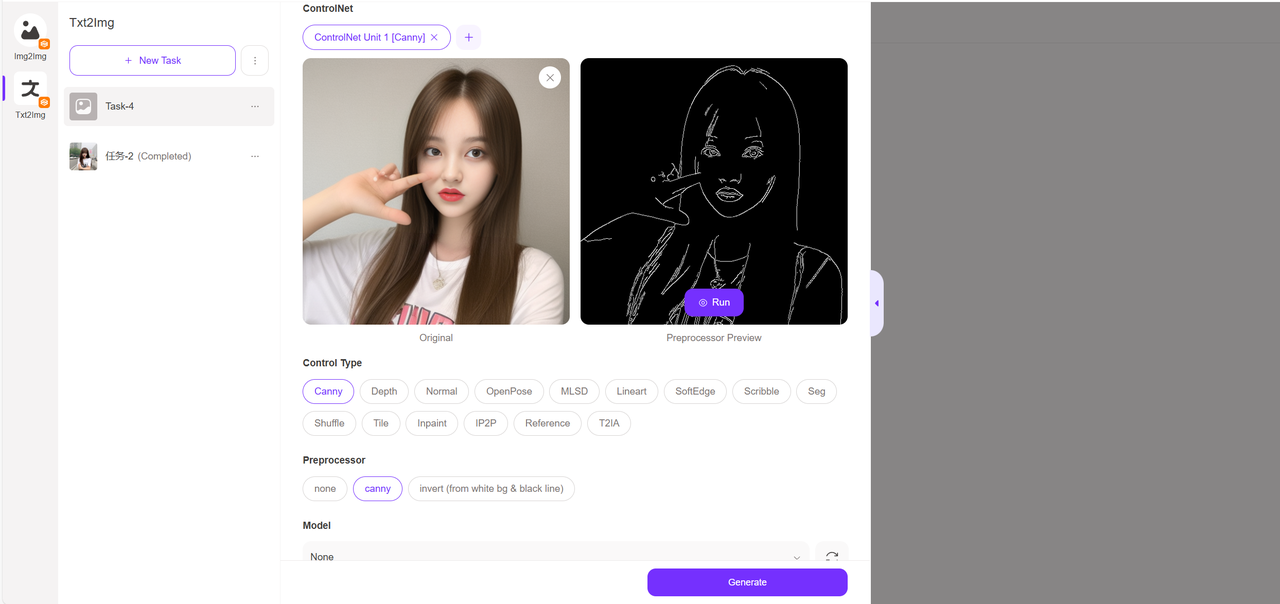 Img2Img
Txt2Img
Txt2Img
+ New Task
Task-4
任务-2 (Completed)
ControlNet
ControlNet Unit 1 [Canny]
Run
Original
Preprocessor Preview
Control Type
Canny Depth Normal OpenPose MLSD Lineart SoftEdge Scribble Seg
Shuffle Tile Inpaint IP2P Reference T2IA
Preprocessor
none canny invert (from white bg & black line)
Model
None
Generate